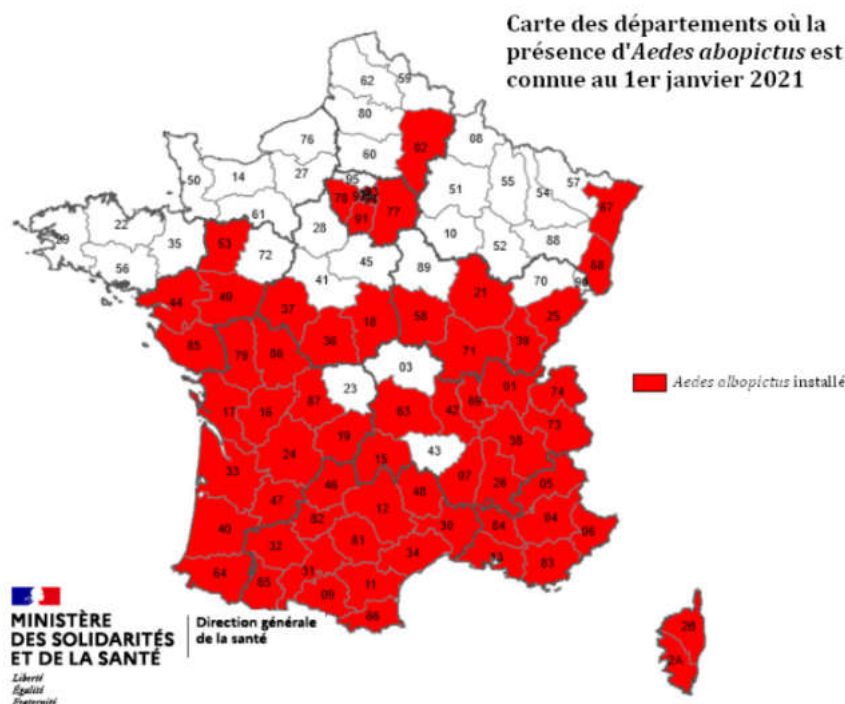 Carte des départements où la
présence d'Aedes abopictus est
connue au 1er janvier 2021
62 59
80
76 02 08
60
50 14 27 95 57
51 55 54
67
78 77
61 91
22 28 10 88
29 35 53 72 52 68
56 45
41 89 70 90
44 49 37 21 25
18 58
36 39
85 79 86 71
03
23 01 74
87 63 42 69
17 16 73
19 38
24 15 43
33 07 26 05
46 48
47 12 04
82 30 84 06
40 32 81
34 13 83
64 31
65 11
09
66
2B
2A
Aedes albopictus installé
MINISTÈRE
DES SOLIDARITÉS
ET DE LA SANTÉ
Liberté
Égalité
Fraternité
Direction générale
de la santé